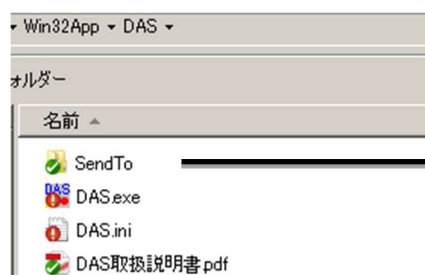 Win32App ▾ DAS ▾
ォルダー
名前
SendTo
DAS.exe
DAS.ini
DAS取扱説明書.pdf